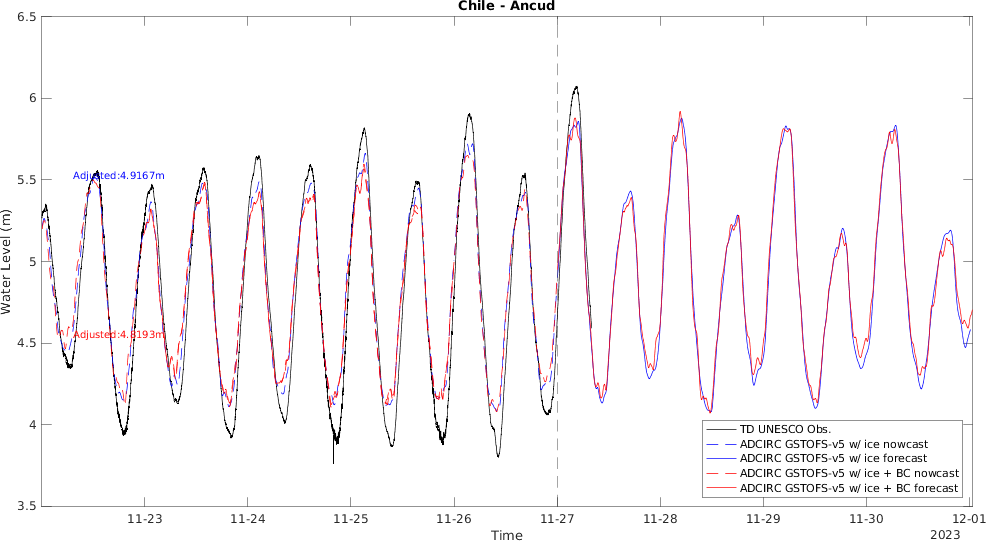 Chile - Ancud
6.5
6
5.5
5
4.5
4
3.5
Water Level (m)
Adjusted:4.9167m
Adjusted:4.8193m
TD UNESCO Obs.
ADCIRC GSTOFS-v5 w/ ice nowcast
ADCIRC GSTOFS-v5 w/ ice forecast
ADCIRC GSTOFS-v5 w/ ice + BC nowcast
ADCIRC GSTOFS-v5 w/ ice + BC forecast
11-23 11-24 11-25 11-26 11-27 11-28 11-29 11-30 12-01
Time
2023